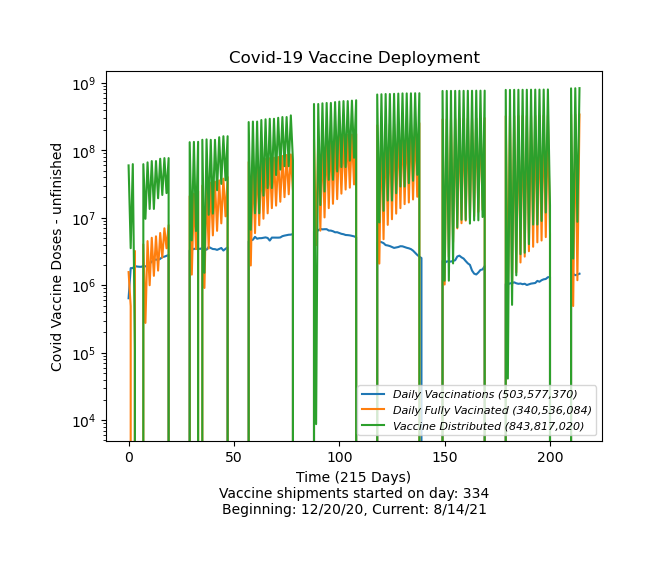 Covid-19 Vaccine Deployment
Covid Vaccine Doses - unfinished
10^9
10^8
10^7
10^6
10^5
10^4
0 50 100 150 200
Daily Vaccinations (503,577,370)
Daily Fully Vacinated (340,536,084)
Vaccine Distributed (843,817,020)
Time (215 Days)
Vaccine shipments started on day: 334
Beginning: 12/20/20, Current: 8/14/21